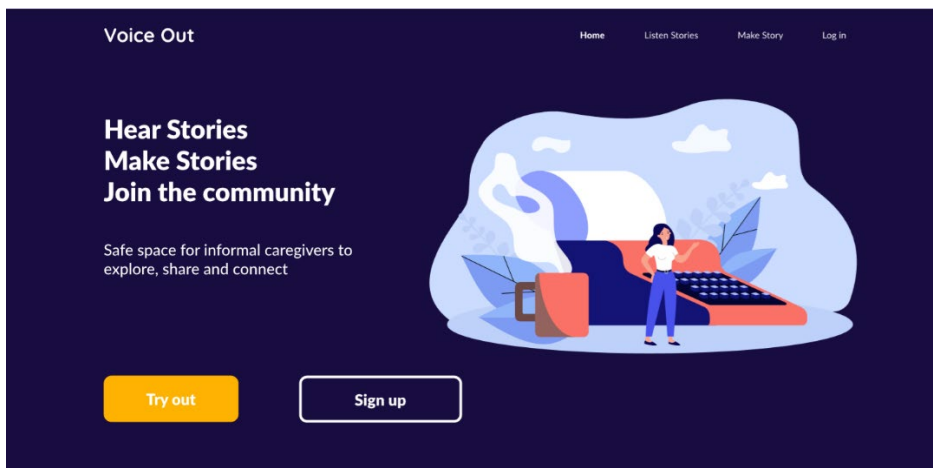 Voice Out
Home Listen Stories Make Story Log in
Hear Stories
Make Stories
Join the community
Safe space for informal caregivers to
explore, share and connect
Try out
Sign up